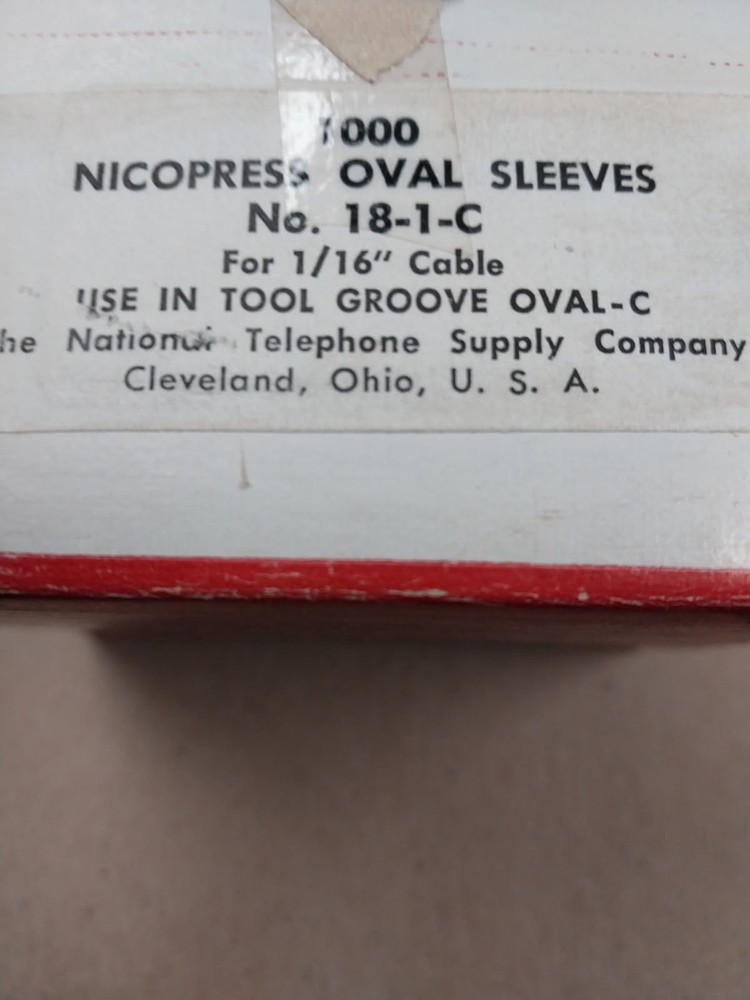 1000
NICOPRESS OVAL SLEEVES
No. 18-1-C
For 1/16" Cable
USE IN TOOL GROOVE OVAL-C
he National Telephone Supply Company
Cleveland, Ohio, U. S. A.